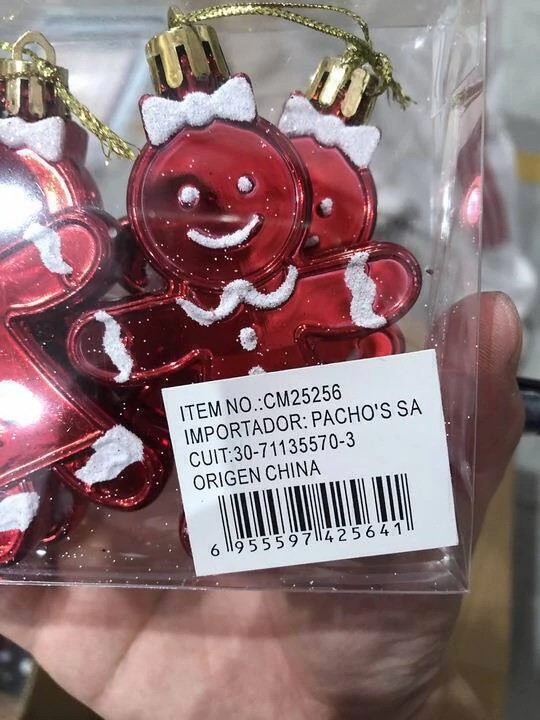 ITEM NO.:CM25256
IMPORTADOR: PACHO'S SA
CUIT:30-71135570-3
ORIGEN CHINA
6 955597 425641